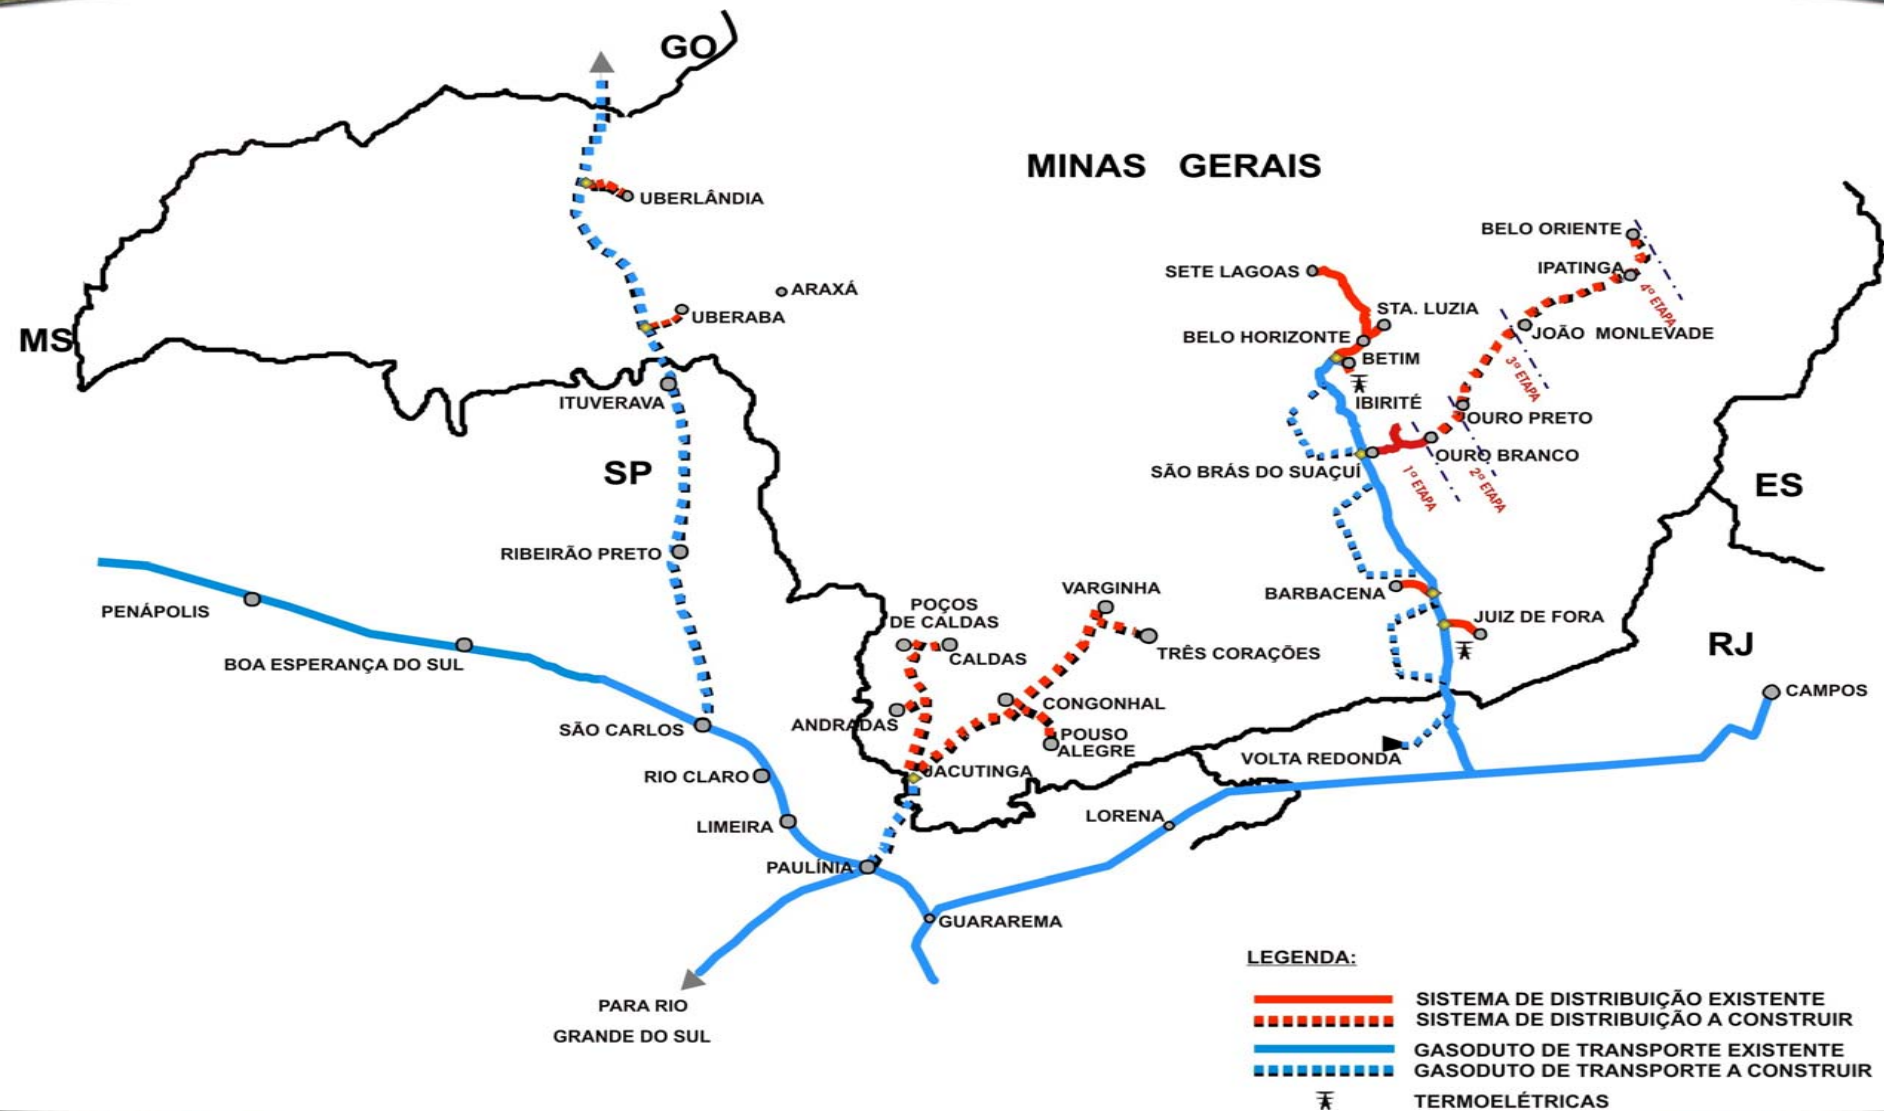 GO
MINAS GERAIS
UBERLÂNDIA
BELO ORIENTE
IPATINGA
SETE LAGOAS
ARAXÁ
4ª ETAPA
STA. LUZIA
UBERABA
JOÃO MONLEVADE
MS
BELO HORIZONTE
BETIM
3ª ETAPA
ITUVERAVA
IBIRITÉ
OURO PRETO
OURO BRANCO
SP
SÃO BRÁS DO SUAÇUÍ
1ª ETAPA
2ª ETAPA
ES
RIBEIRÃO PRETO
VARGINHA
BARBACENA
PENÁPOLIS
POÇOS
DE CALDAS
JUIZ DE FORA
RJ
CALDAS
TRÊS CORAÇÕES
BOA ESPERANÇA DO SUL
CAMPOS
CONGONHAL
ANDRADAS
SÃO CARLOS
POUSO
ALEGRE
VOLTA REDONDA
JACUTINGA
RIO CLARO
LORENA
LIMEIRA
PAULÍNIA
GUARAREMA
PARA RIO
GRANDE DO SUL
LEGENDA:
SISTEMA DE DISTRIBUIÇÃO EXISTENTE
SISTEMA DE DISTRIBUIÇÃO A CONSTRUIR
GASODUTO DE TRANSPORTE EXISTENTE
GASODUTO DE TRANSPORTE A CONSTRUIR
TERMOELÉTRICAS